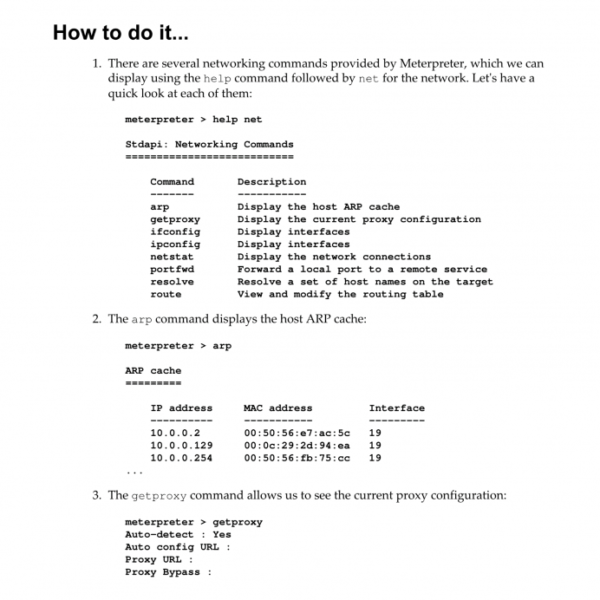 How to do it...
1. There are several networking commands provided by Meterpreter, which we can
display using the help command followed by net for the network. Let's have a
quick look at each of them:
meterpreter > help net
Stdapi: Networking Commands
===========================
Command Description
------- -----------
arp Display the host ARP cache
getproxy Display the current proxy configuration
ifconfig Display interfaces
ipconfig Display interfaces
netstat Display the network connections
portfwd Forward a local port to a remote service
resolve Resolve a set of host names on the target
route View and modify the routing table
2. The arp command displays the host ARP cache:
meterpreter > arp
ARP cache
=========
IP address MAC address Interface
---------- ----------- ---------
10.0.0.2 00:50:56:e7:ac:5c 19
10.0.0.129 00:0c:29:2d:94:ea 19
10.0.0.254 00:50:56:fb:75:cc 19
...
3. The getproxy command allows us to see the current proxy configuration:
meterpreter > getproxy
Auto-detect : Yes
Auto config URL :
Proxy URL :
Proxy Bypass :